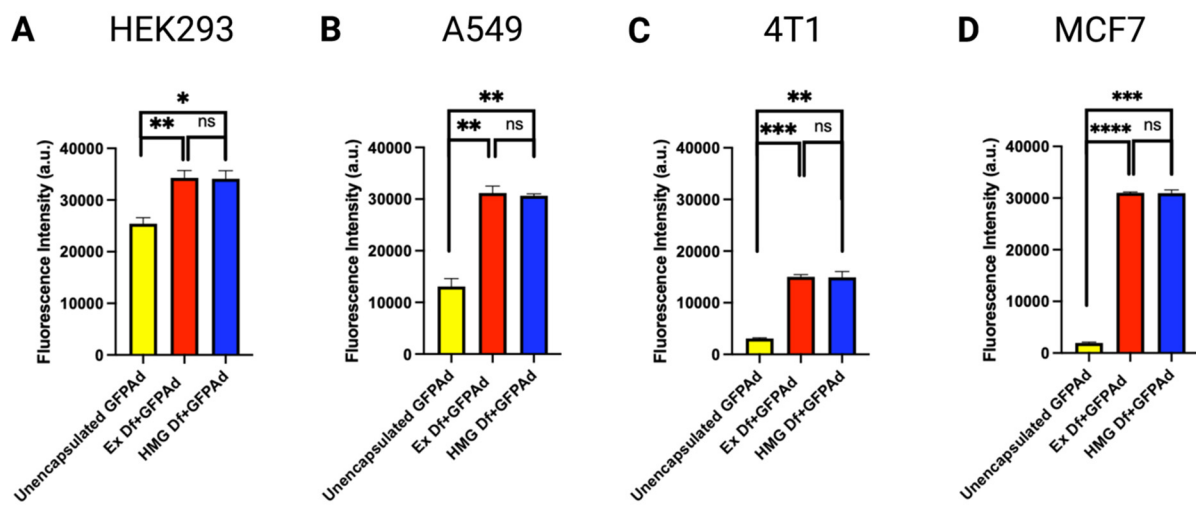 A HEK293
*
** ns
Fluorescence Intensity (a.u.)
40000
30000
20000
10000
0
Unencapsulated GFPAd
Ex Df+GFPAd
HMG Df+GFPAd
B A549
**
** ns
Fluorescence Intensity (a.u.)
40000
30000
20000
10000
0
Unencapsulated GFPAd
Ex Df+GFPAd
HMG Df+GFPAd
C 4T1
**
*** ns
Fluorescence Intensity (a.u.)
40000
30000
20000
10000
0
Unencapsulated GFPAd
Ex Df+GFPAd
HMG Df+GFPAd
D MCF7
***
**** ns
Fluorescence Intensity (a.u.)
40000
30000
20000
10000
0
Unencapsulated GFPAd
Ex Df+GFPAd
HMG Df+GFPAd